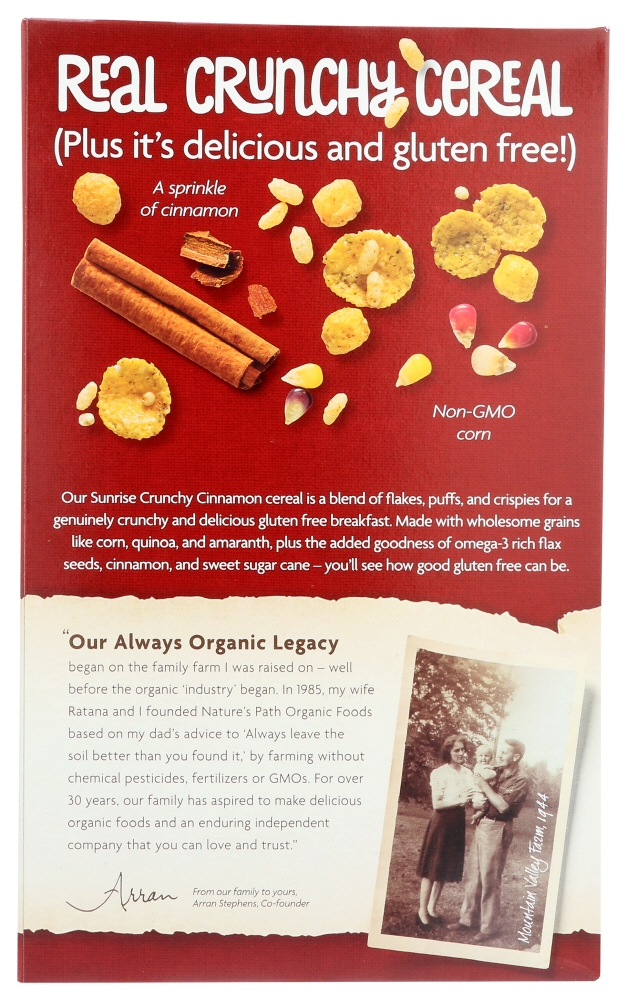 Real Crunchy Cereal
(Plus it's delicious and gluten free!)
A sprinkle
of cinnamon
Non-GMO
corn
Our Sunrise Crunchy Cinnamon cereal is a blend of flakes, puffs, and crispies for a
genuinely crunchy and delicious gluten free breakfast. Made with wholesome grains
like corn, quinoa, and amaranth, plus the added goodness of omega-3 rich flax
seeds, cinnamon, and sweet sugar cane – you'll see how good gluten free can be.
“Our Always Organic Legacy
began on the family farm I was raised on – well
before the organic ‘industry’ began. In 1985, my wife
Ratana and I founded Nature's Path Organic Foods
based on my dad's advice to ‘Always leave the
soil better than you found it,’ by farming without
chemical pesticides, fertilizers or GMOs. For over
30 years, our family has aspired to make delicious
organic foods and an enduring independent
company that you can love and trust.”
Arran
From our family to yours,
Arran Stephens, Co-founder
Mountain Valley Farm, 1944